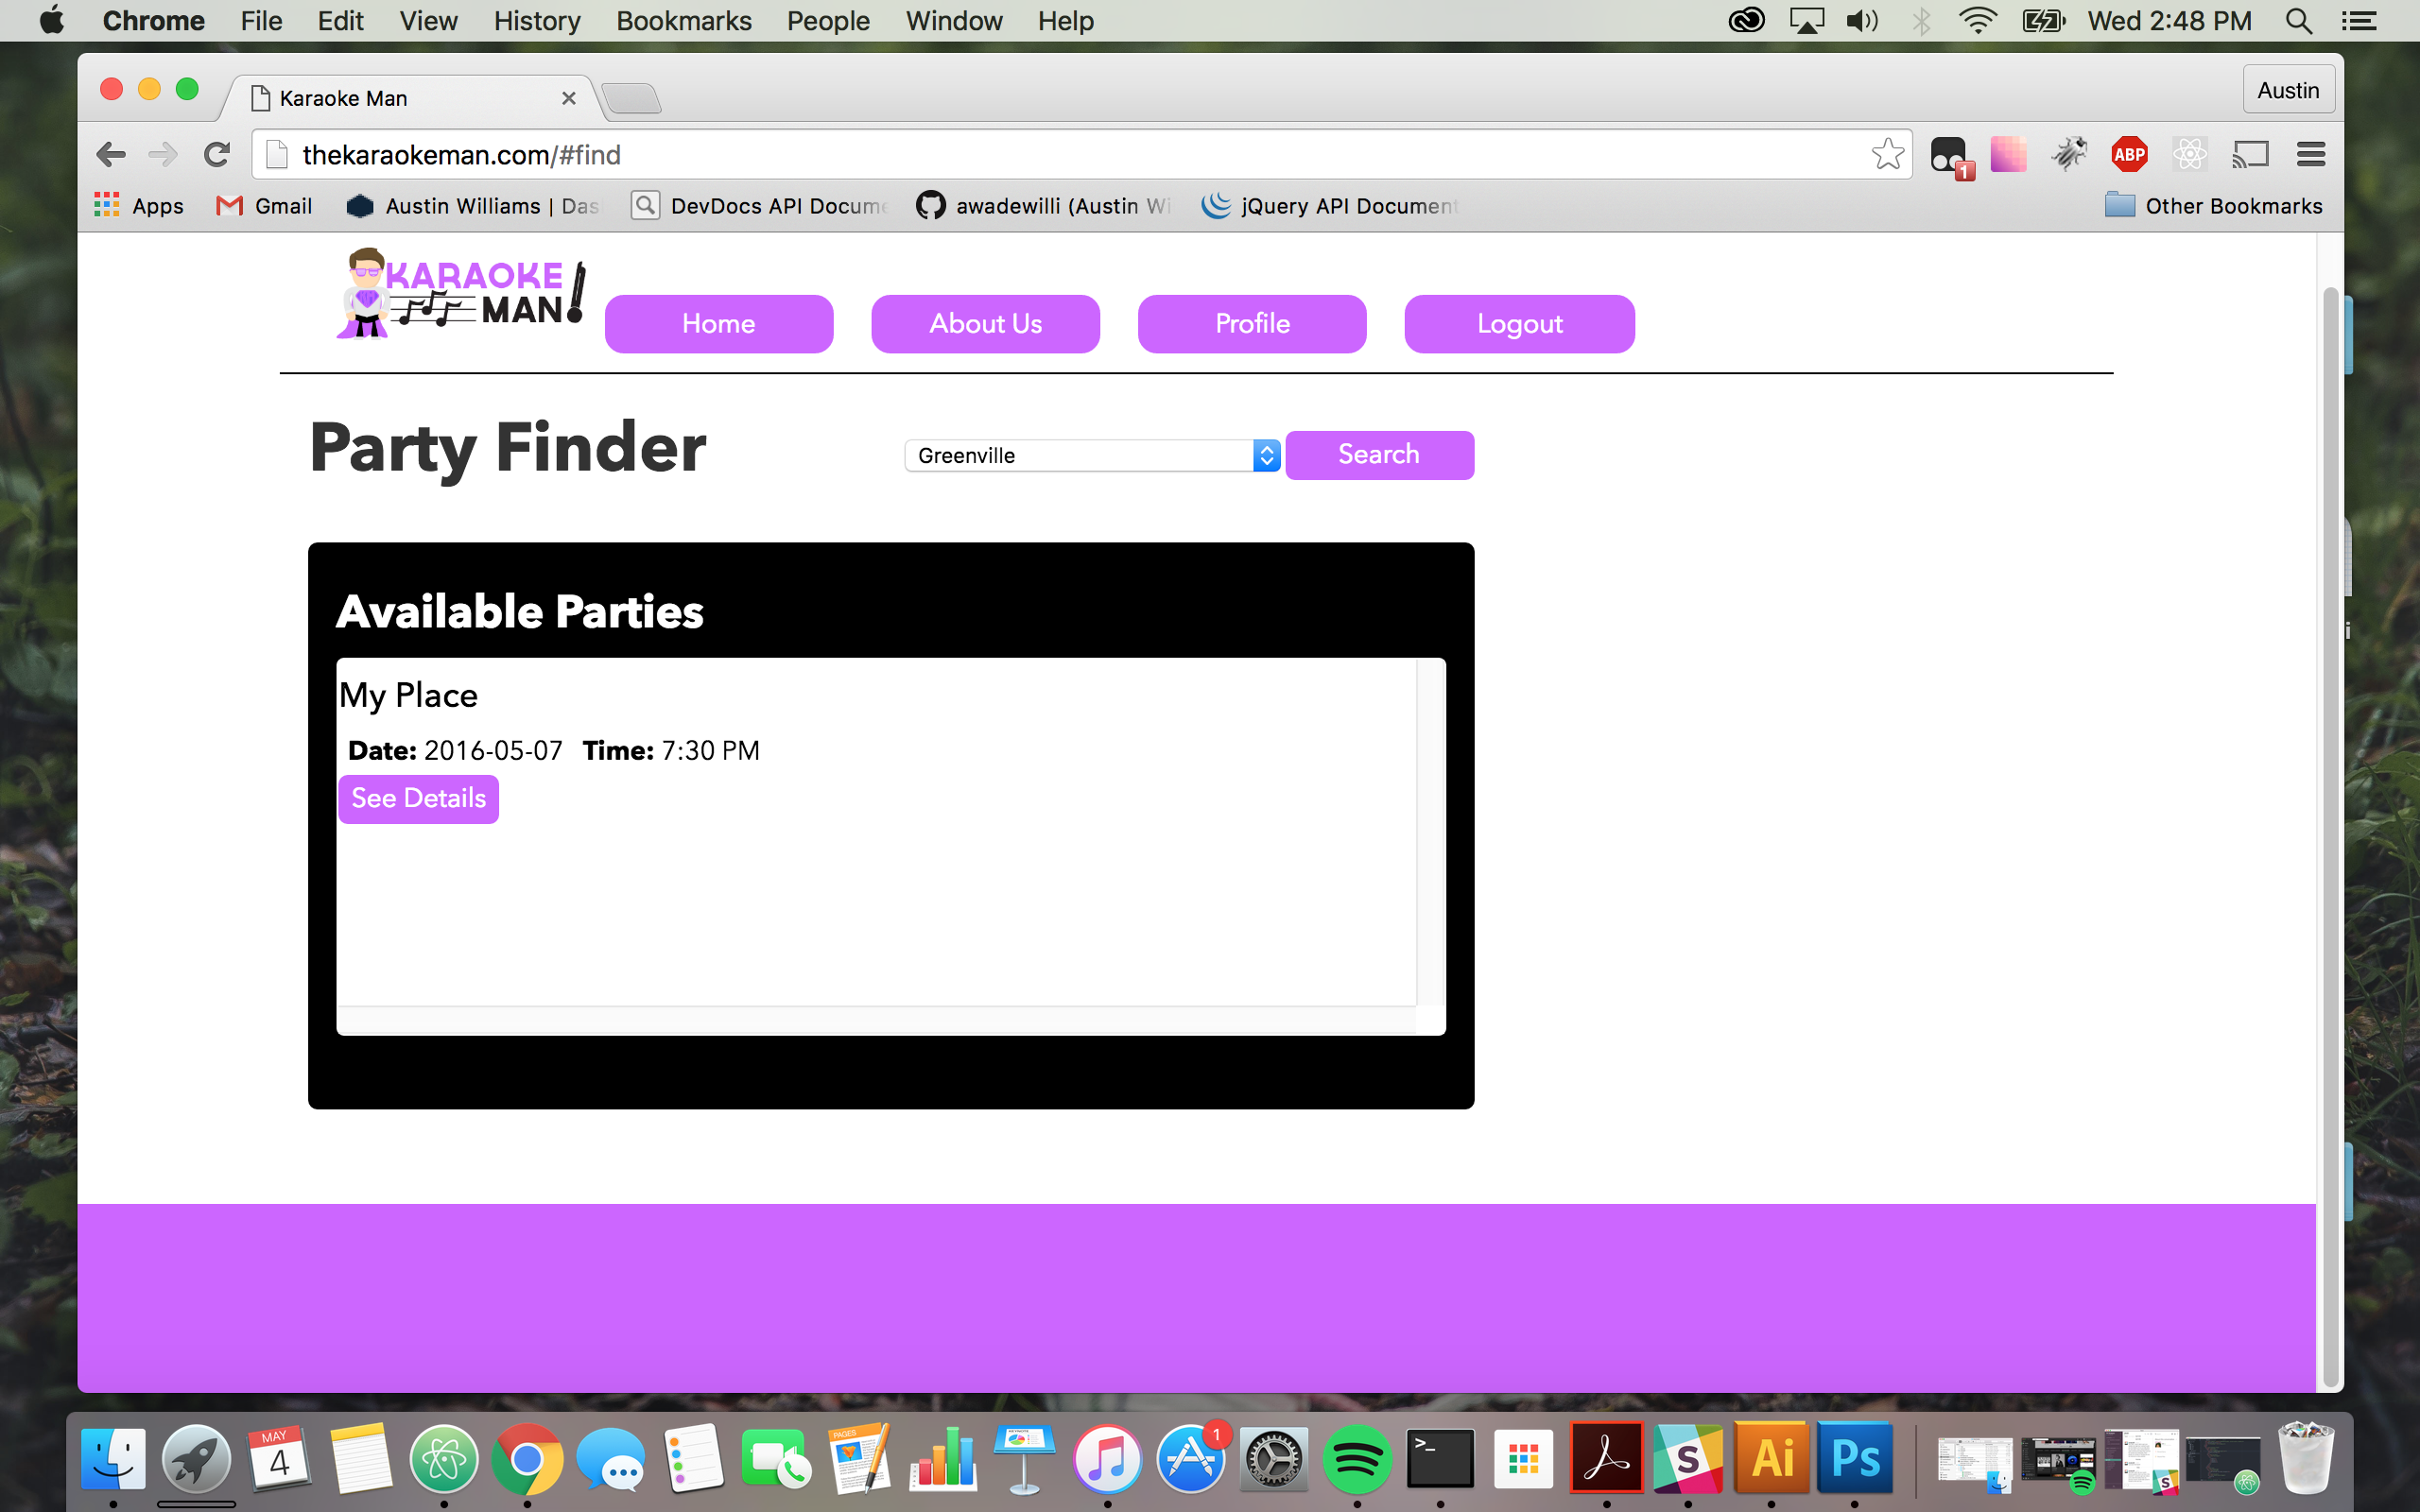 Chrome File Edit View History Bookmarks People Window Help Wed 2:48 PM
Karaoke Man Austin
thekaraokeman.com/#find 1 ABP
Apps Gmail Austin Williams | Das DevDocs API Docume awadewilli (Austin Wi jQuery API Document Other Bookmarks
KARAOKE
MAN!
Home About Us Profile Logout
Party Finder
Greenville Search
Available Parties
My Place
Date: 2016-05-07 Time: 7:30 PM
See Details
MAY
4
PAGES
1
>_
S
Ai
Ps